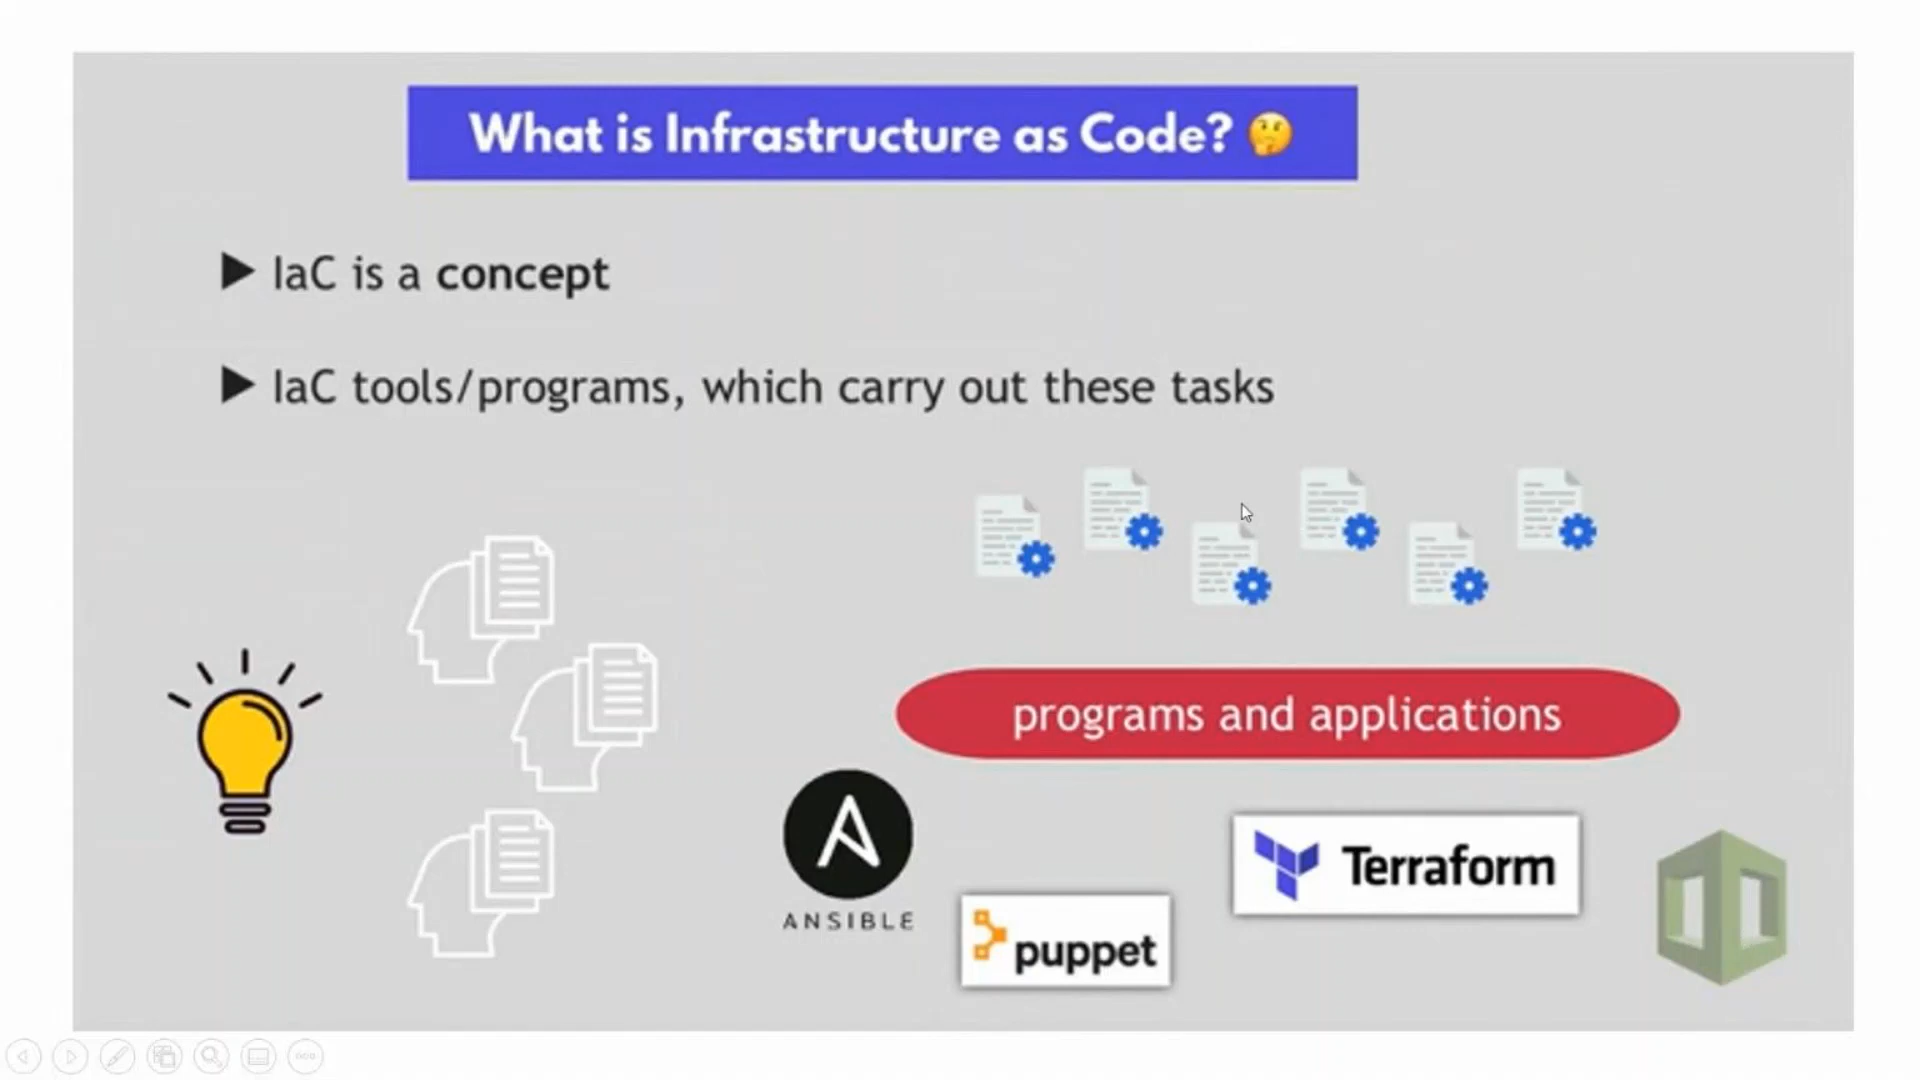 What is Infrastructure as Code? 🤔
▶ IaC is a concept
▶ IaC tools/programs, which carry out these tasks
programs and applications
ANSIBLE
puppet
Terraform